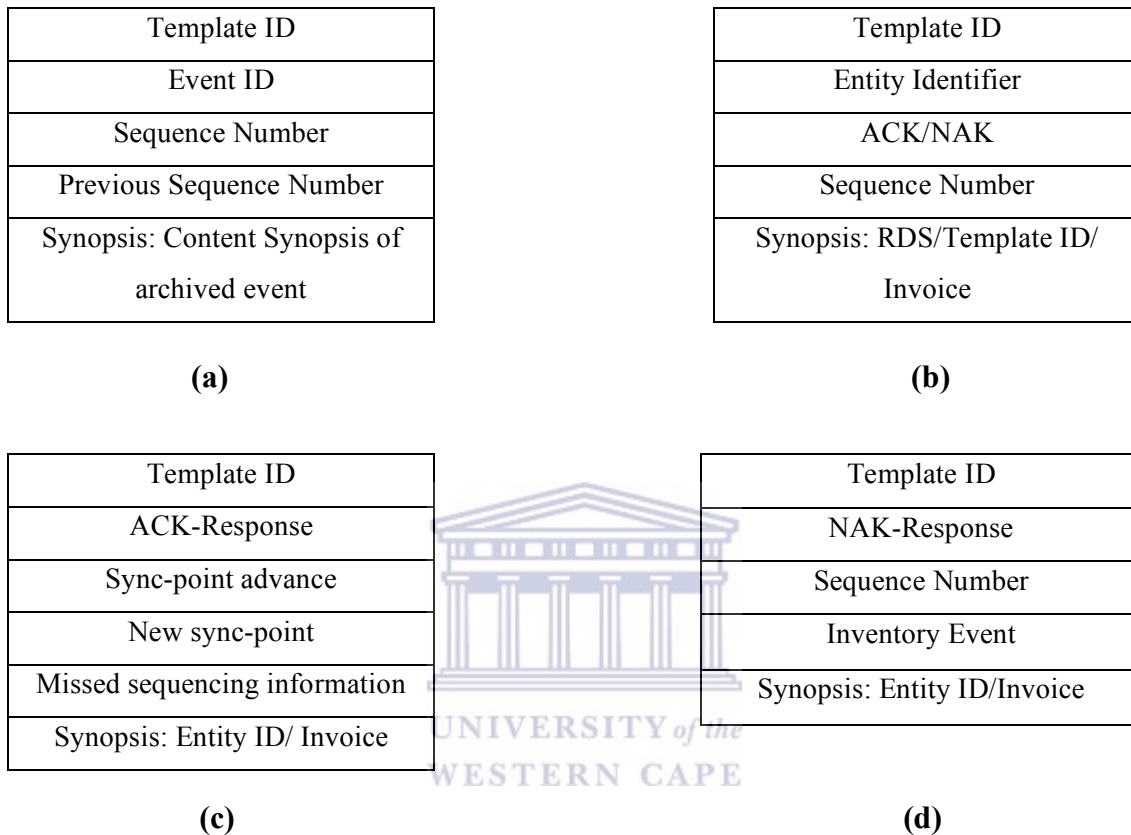 Template ID
Event ID
Sequence Number
Previous Sequence Number
Synopsis: Content Synopsis of
archived event
(a)
Template ID
Entity Identifier
ACK/NAK
Sequence Number
Synopsis: RDS/Template ID/
Invoice
(b)
Template ID
ACK-Response
Sync-point advance
New sync-point
Missed sequencing information
Synopsis: Entity ID/ Invoice
(c)
Template ID
NAK-Response
Sequence Number
Inventory Event
Synopsis: Entity ID/Invoice
(d)
UNIVERSITY of the
WESTERN CAPE